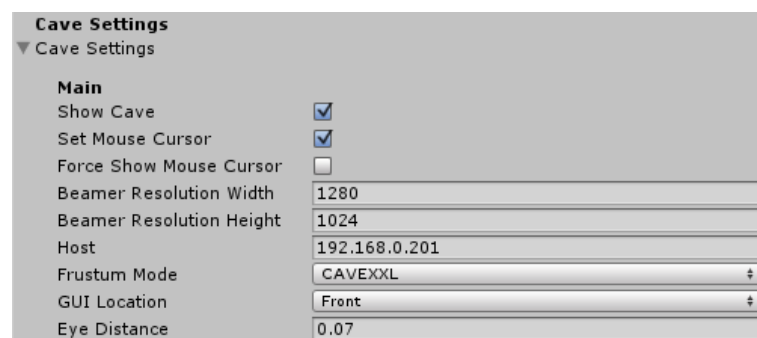 Cave Settings
Cave Settings
Main
Show Cave
Set Mouse Cursor
Force Show Mouse Cursor
Beamer Resolution Width 1280
Beamer Resolution Height 1024
Host 192.168.0.201
Frustum Mode CAVEXXL
GUI Location Front
Eye Distance 0.07